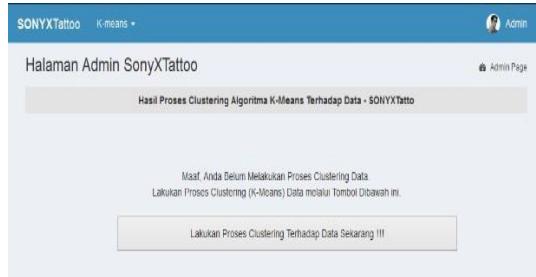 SONYXTattoo K-means Admin
Halaman Admin SonyXTattoo Admin Page
Hasil Proses Clustering Algoritma K-Means Terhadap Data - SONYXTatto
Maaf, Anda Belum Melakukan Proses Clustering Data.
Lakukan Proses Clustering (K-Means) Data melalui Tombol Dibawah ini.
Lakukan Proses Clustering Terhadap Data Sekarang !!!